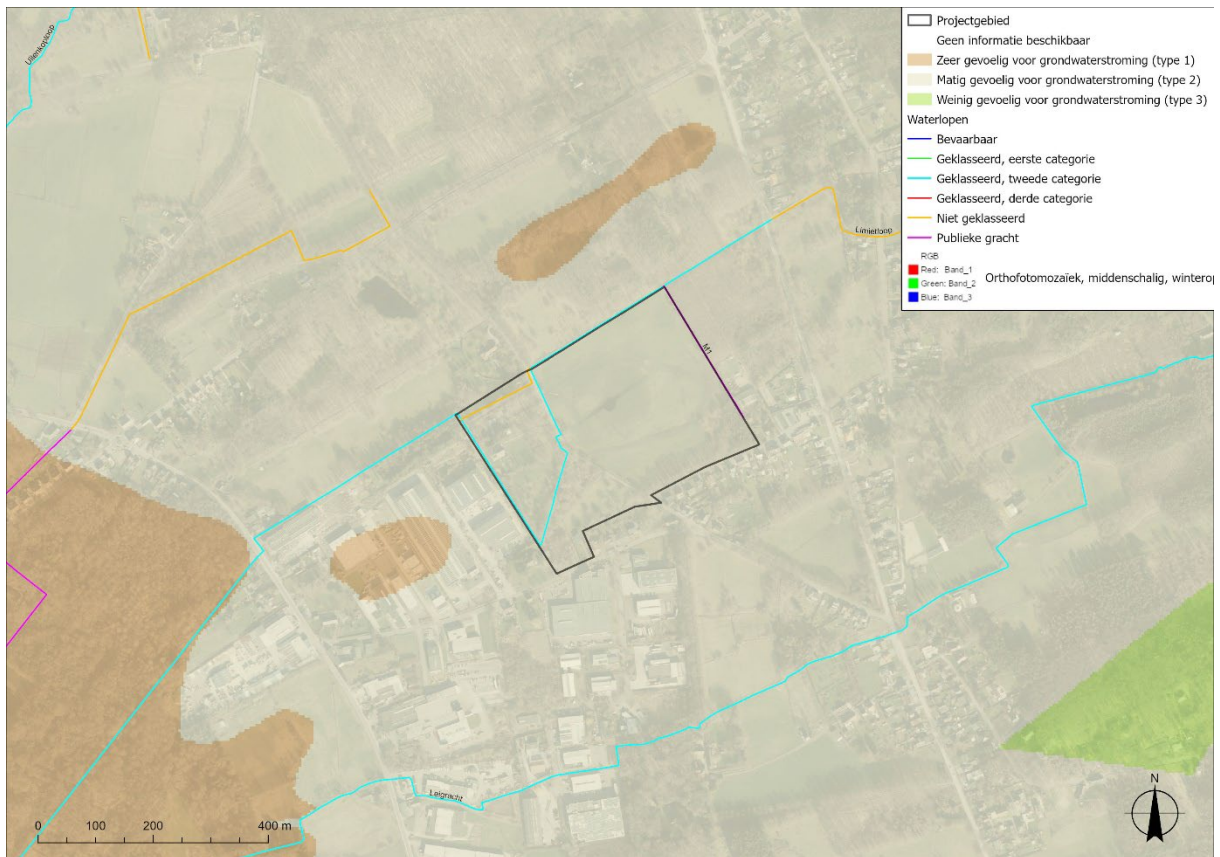 Projectgebied
Geen informatie beschikbaar
Zeer gevoelig voor grondwaterstroming (type 1)
Matig gevoelig voor grondwaterstroming (type 2)
Weinig gevoelig voor grondwaterstroming (type 3)
Waterlopen
Bevaarbaar
Geklasseerd, eerste categorie
Geklasseerd, tweede categorie
Geklasseerd, derde categorie
Niet geklasseerd
Publieke gracht
RGB
Red: Band_1
Green: Band_2 Orthofotomozaïek, middenschalig, winterop
Blue: Band_3
Limietloop
M1
Leigracht
N
0 100 200 400 m